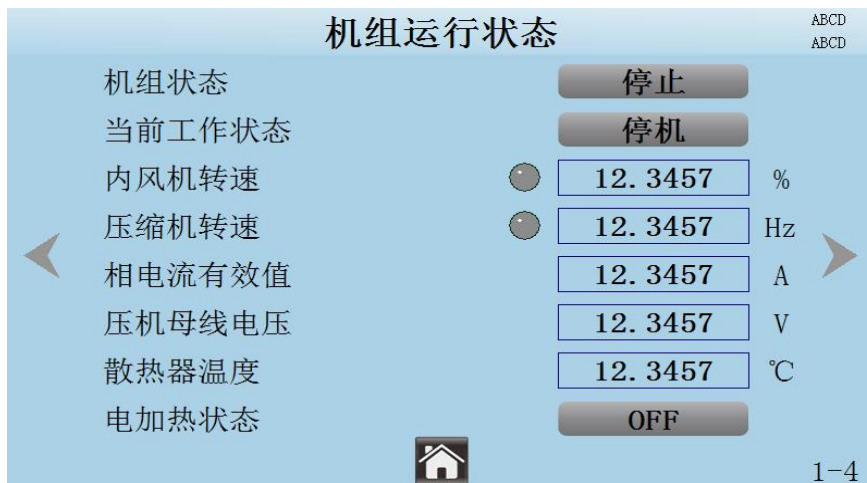 机组运行状态
ABCD
ABCD
机组状态 停止
当前工作状态 停机
内风机转速 12.3457 %
压缩机转速 12.3457 Hz
相电流有效值 12.3457 A
压机母线电压 12.3457 V
散热器温度 12.3457 ℃
电加热状态 OFF
1-4